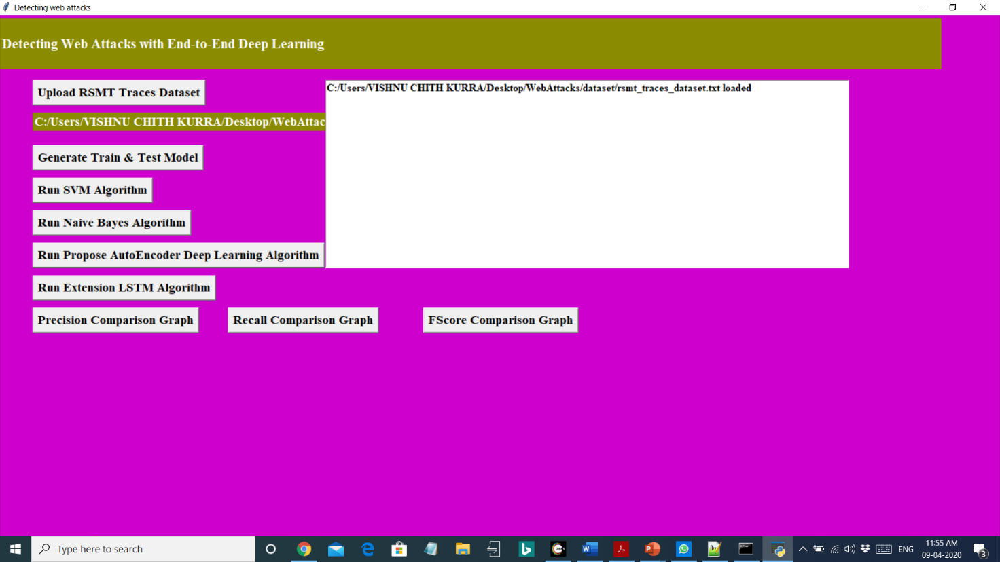 Detecting web attacks
Detecting Web Attacks with End-to-End Deep Learning
Upload RSMT Traces Dataset
C:/Users/VISHNU CHITH KURRA/Desktop/WebAttacks/dataset/rsmt_traces_dataset.txt loaded
C:/Users/VISHNU CHITH KURRA/Desktop/WebAttac
Generate Train & Test Model
Run SVM Algorithm
Run Naive Bayes Algorithm
Run Propose AutoEncoder Deep Learning Algorithm
Run Extension LSTM Algorithm
Precision Comparison Graph
Recall Comparison Graph
FScore Comparison Graph
Type here to search
ENG
11:55 AM
09-04-2020
3